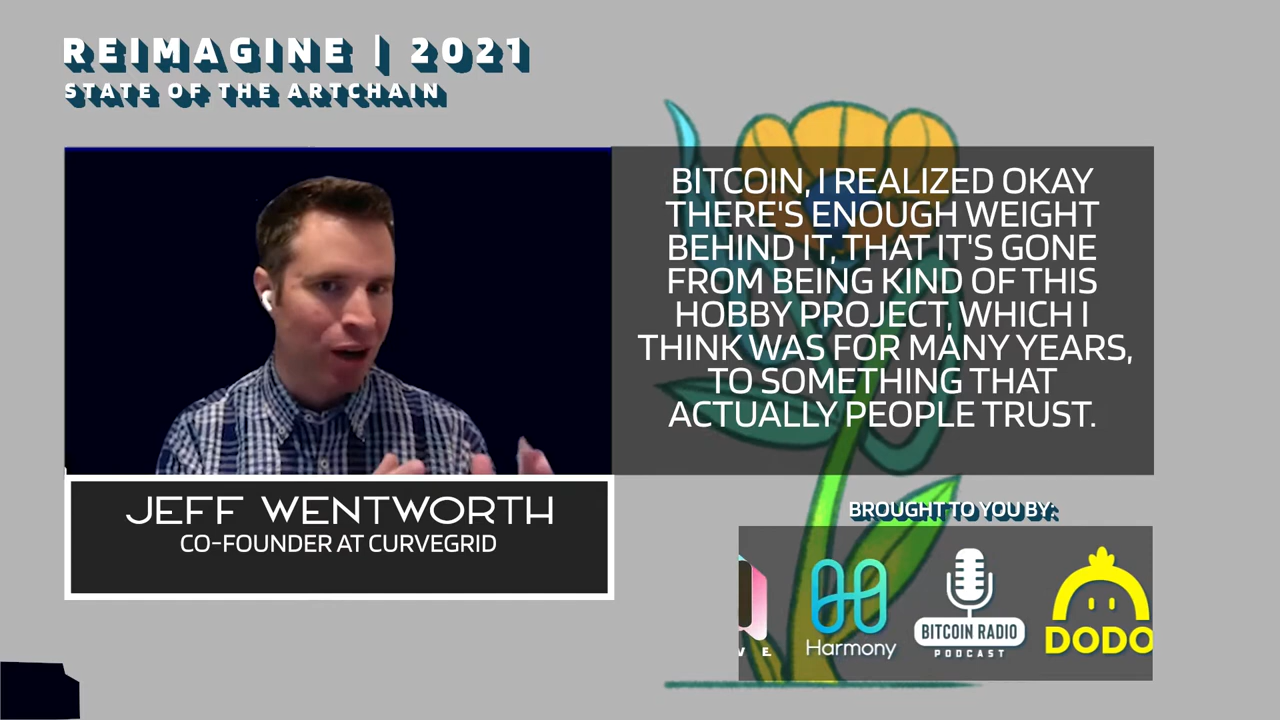 REIMAGINE | 2021
STATE OF THE ARTCHAIN
BITCOIN, I REALIZED OKAY
THERE'S ENOUGH WEIGHT
BEHIND IT, THAT IT'S GONE
FROM BEING KIND OF THIS
HOBBY PROJECT, WHICH I
THINK WAS FOR MANY YEARS,
TO SOMETHING THAT
ACTUALLY PEOPLE TRUST.
JEFF WENTWORTH
CO-FOUNDER AT CURVEGRID
BROUGHT TO YOU BY:
V E
Harmony
BITCOIN RADIO
PODCAST
DODO